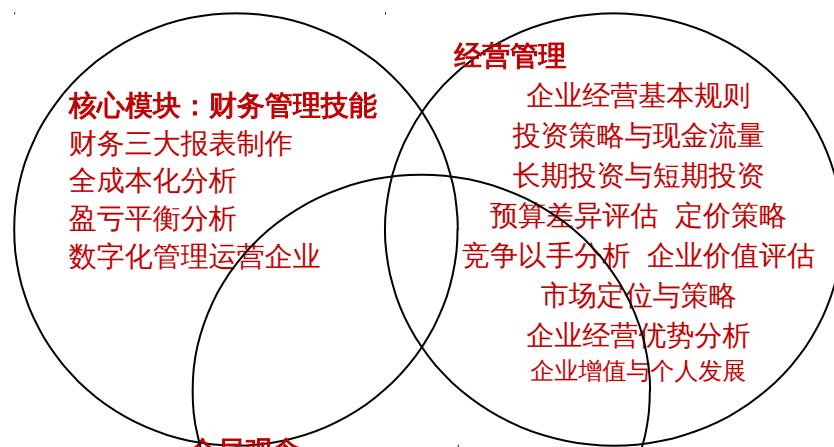 核心模块：财务管理技能
财务三大报表制作
全成本化分析
盈亏平衡分析
数字化管理运营企业
经营管理
企业经营基本规则
投资策略与现金流量
长期投资与短期投资
预算差异评估 定价策略
竞争以手分析 企业价值评估
市场定位与策略
企业经营优势分析
企业增值与个人发展